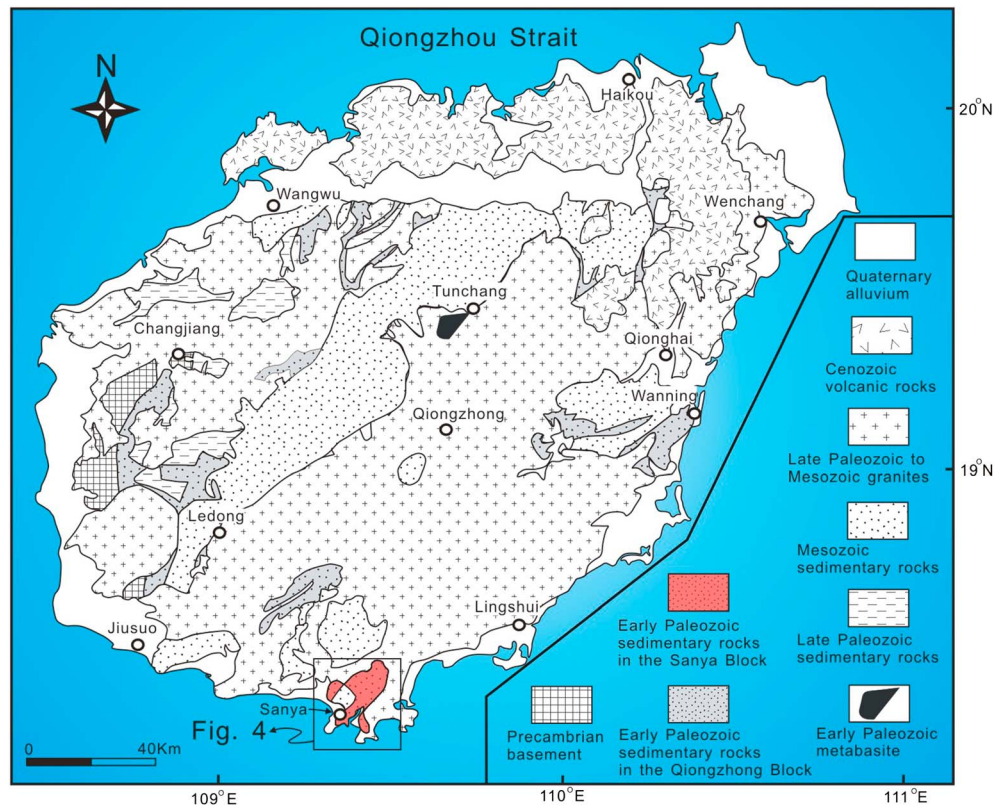 Qiongzhou Strait
N
Haikou
20°N
Wangwu
Wenchang
Quaternary
alluvium
Tunchang
Changjiang
Qionghai
Cenozoic
volcanic rocks
Wanning
Qiongzhong
Late Paleozoic to
Mesozoic granites
19°N
Ledong
Mesozoic
sedimentary rocks
Lingshui
Jiusuo
Early Paleozoic
sedimentary rocks
in the Sanya Block
Late Paleozoic
sedimentary rocks
Sanya
Fig. 4
Precambrian
basement
Early Paleozoic
sedimentary rocks
in the Qiongzhong Block
Early Paleozoic
metabasite
0 40Km
109°E
110°E
111°E